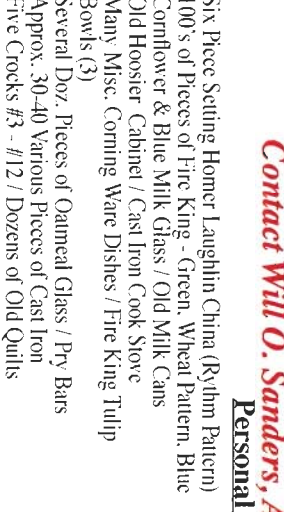 Contact Will O. Sanders, A
Personal
Six Piece Setting Homer Laughlin China (Rythm Pattern)
100's of Pieces of Fire King - Green, Wheat Pattern, Blue
Cornflower & Blue Milk Glass / Old Milk Cans
Old Hoosier Cabinet / Cast Iron Cook Stove
Many Misc. Corning Ware Dishes / Fire King Tulip
Bowls (3)
Several Doz. Pieces of Oatmeal Glass / Pry Bars
Approx. 30-40 Various Pieces of Cast Iron
Five Crocks #3 - #12 / Dozens of Old Quilts